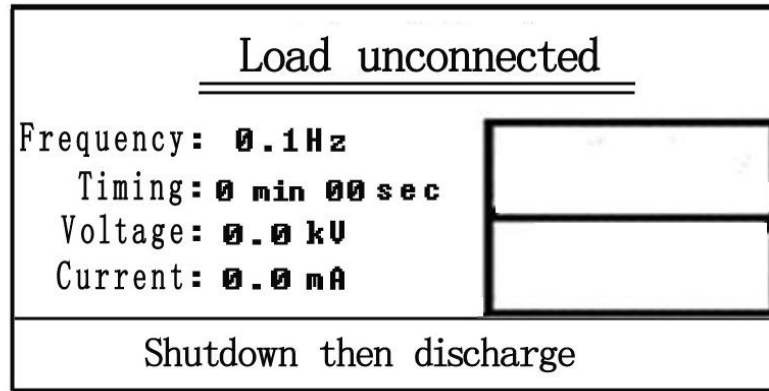 Load unconnected
Frequency: 0.1Hz
Timing: 0 min 00 sec
Voltage: 0.0 kV
Current: 0.0 mA
Shutdown then discharge